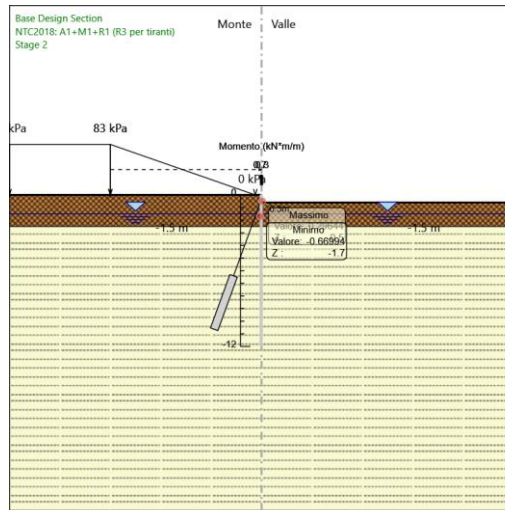 Base Design Section
NTC2018: A1+M1+R1 (R3 per tiranti)
Stage 2
Monte
Valle
kPa
83 kPa
Momento (kN*m/m)
0 kPa
0
Massimo
Minimo
Valore: -0.66994
Z : -1.7
-1.5 m
-1.5 m
-12